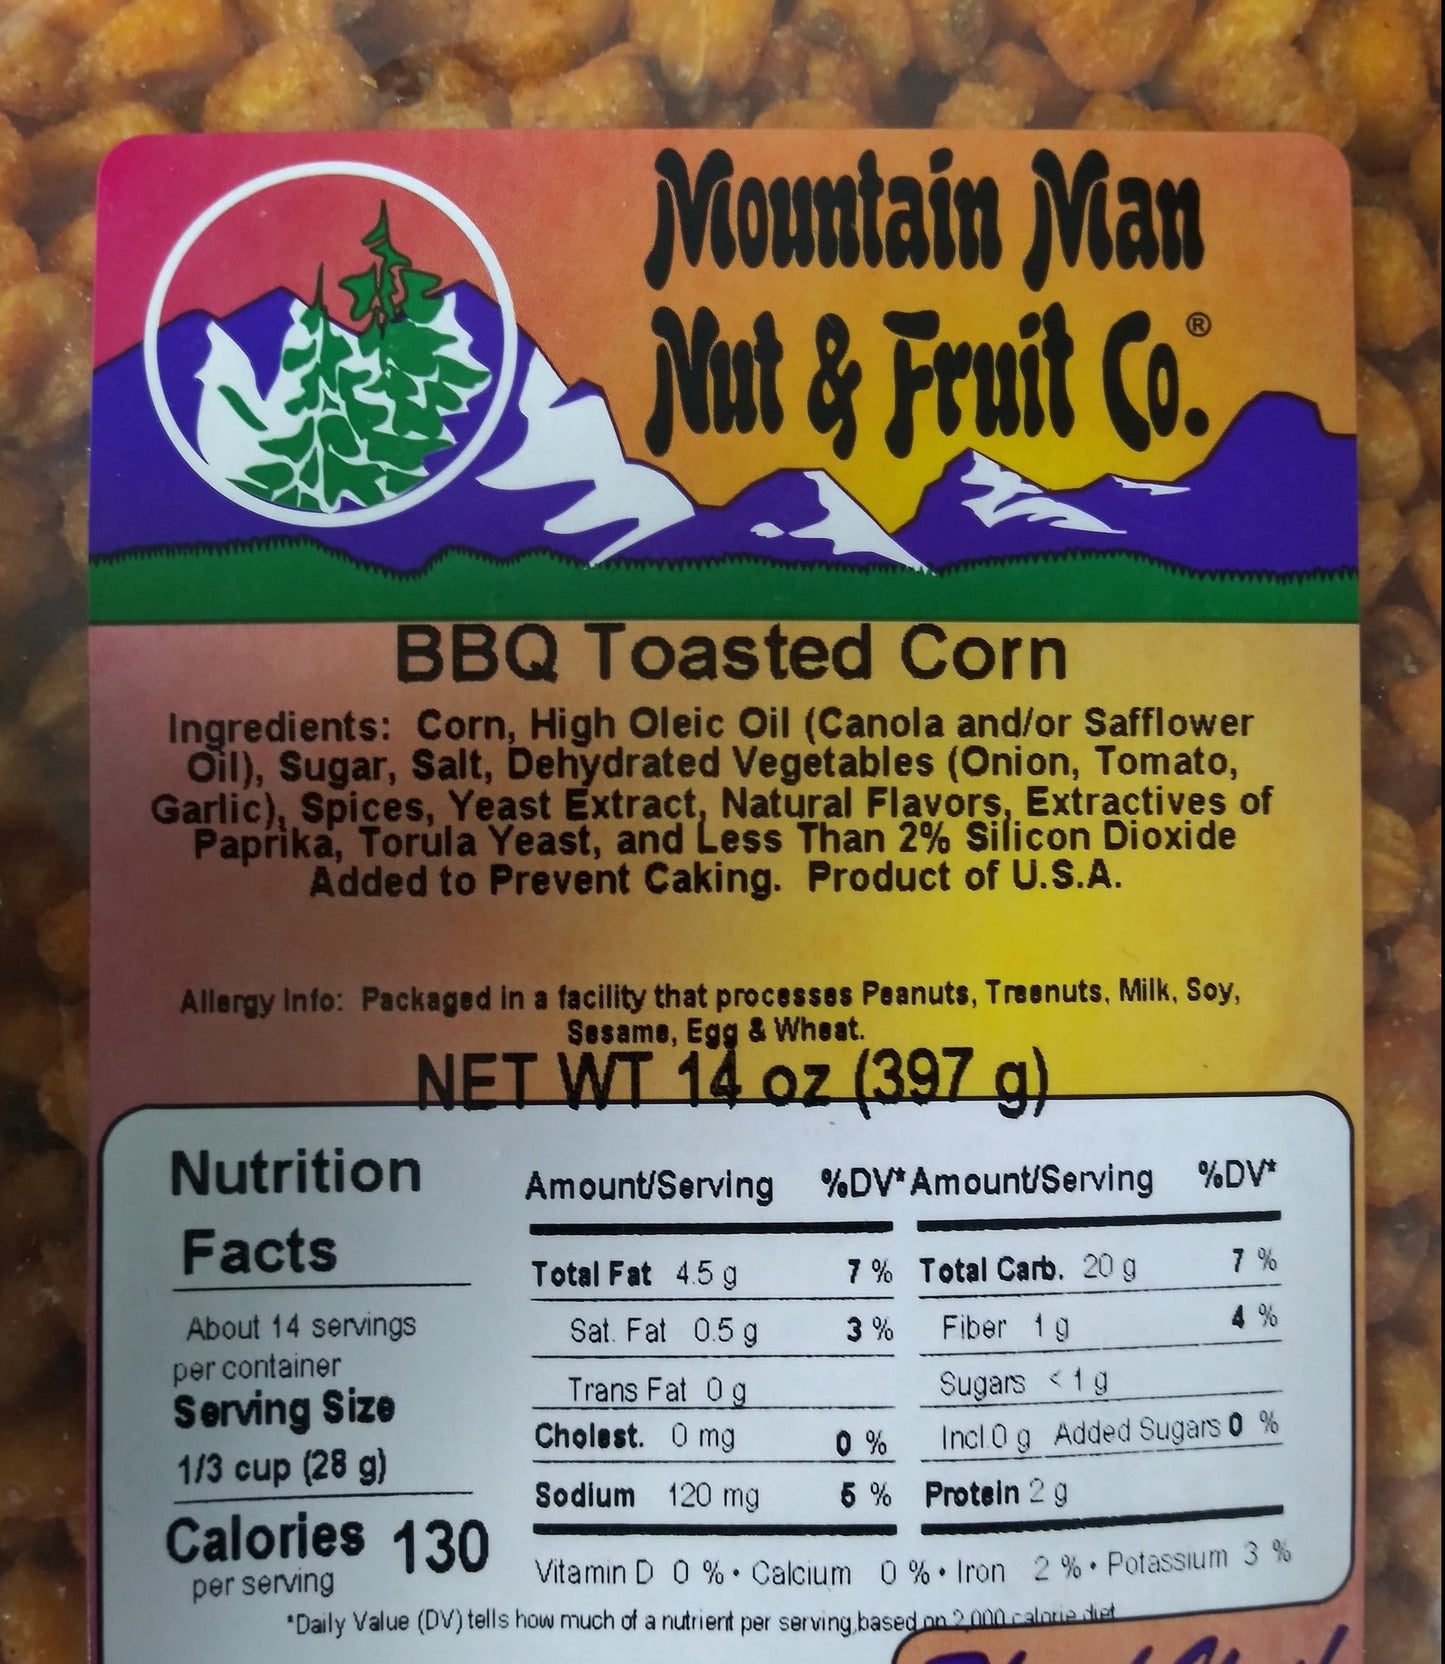 Mountain Man
Nut & Fruit Co.®
BBQ Toasted Corn
Ingredients: Corn, High Oleic Oil (Canola and/or Safflower
Oil), Sugar, Salt, Dehydrated Vegetables (Onion, Tomato,
Garlic), Spices, Yeast Extract, Natural Flavors, Extractives of
Paprika, Torula Yeast, and Less Than 2% Silicon Dioxide
Added to Prevent Caking. Product of U.S.A.
Allergy Info: Packaged in a facility that processes Peanuts, Treenuts, Milk, Soy,
Sesame, Egg & Wheat.
NET WT 14 oz (397 g)
Nutrition
Facts
About 14 servings
per container
Serving Size
1/3 cup (28 g)
Calories 130
per serving
Amount/Serving %DV*
Total Fat 4.5 g 7 %
Sat. Fat 0.5 g 3 %
Trans Fat 0 g
Cholest. 0 mg 0 %
Sodium 120 mg 5 %
Amount/Serving %DV*
Total Carb. 20 g 7 %
Fiber 1 g 4 %
Sugars < 1 g
Incl.0 g Added Sugars 0 %
Protein 2 g
Vitamin D 0 % • Calcium 0 % • Iron 2 % • Potassium 3 %
*Daily Value (DV) tells how much of a nutrient per serving,based on 2,000 calorie diet